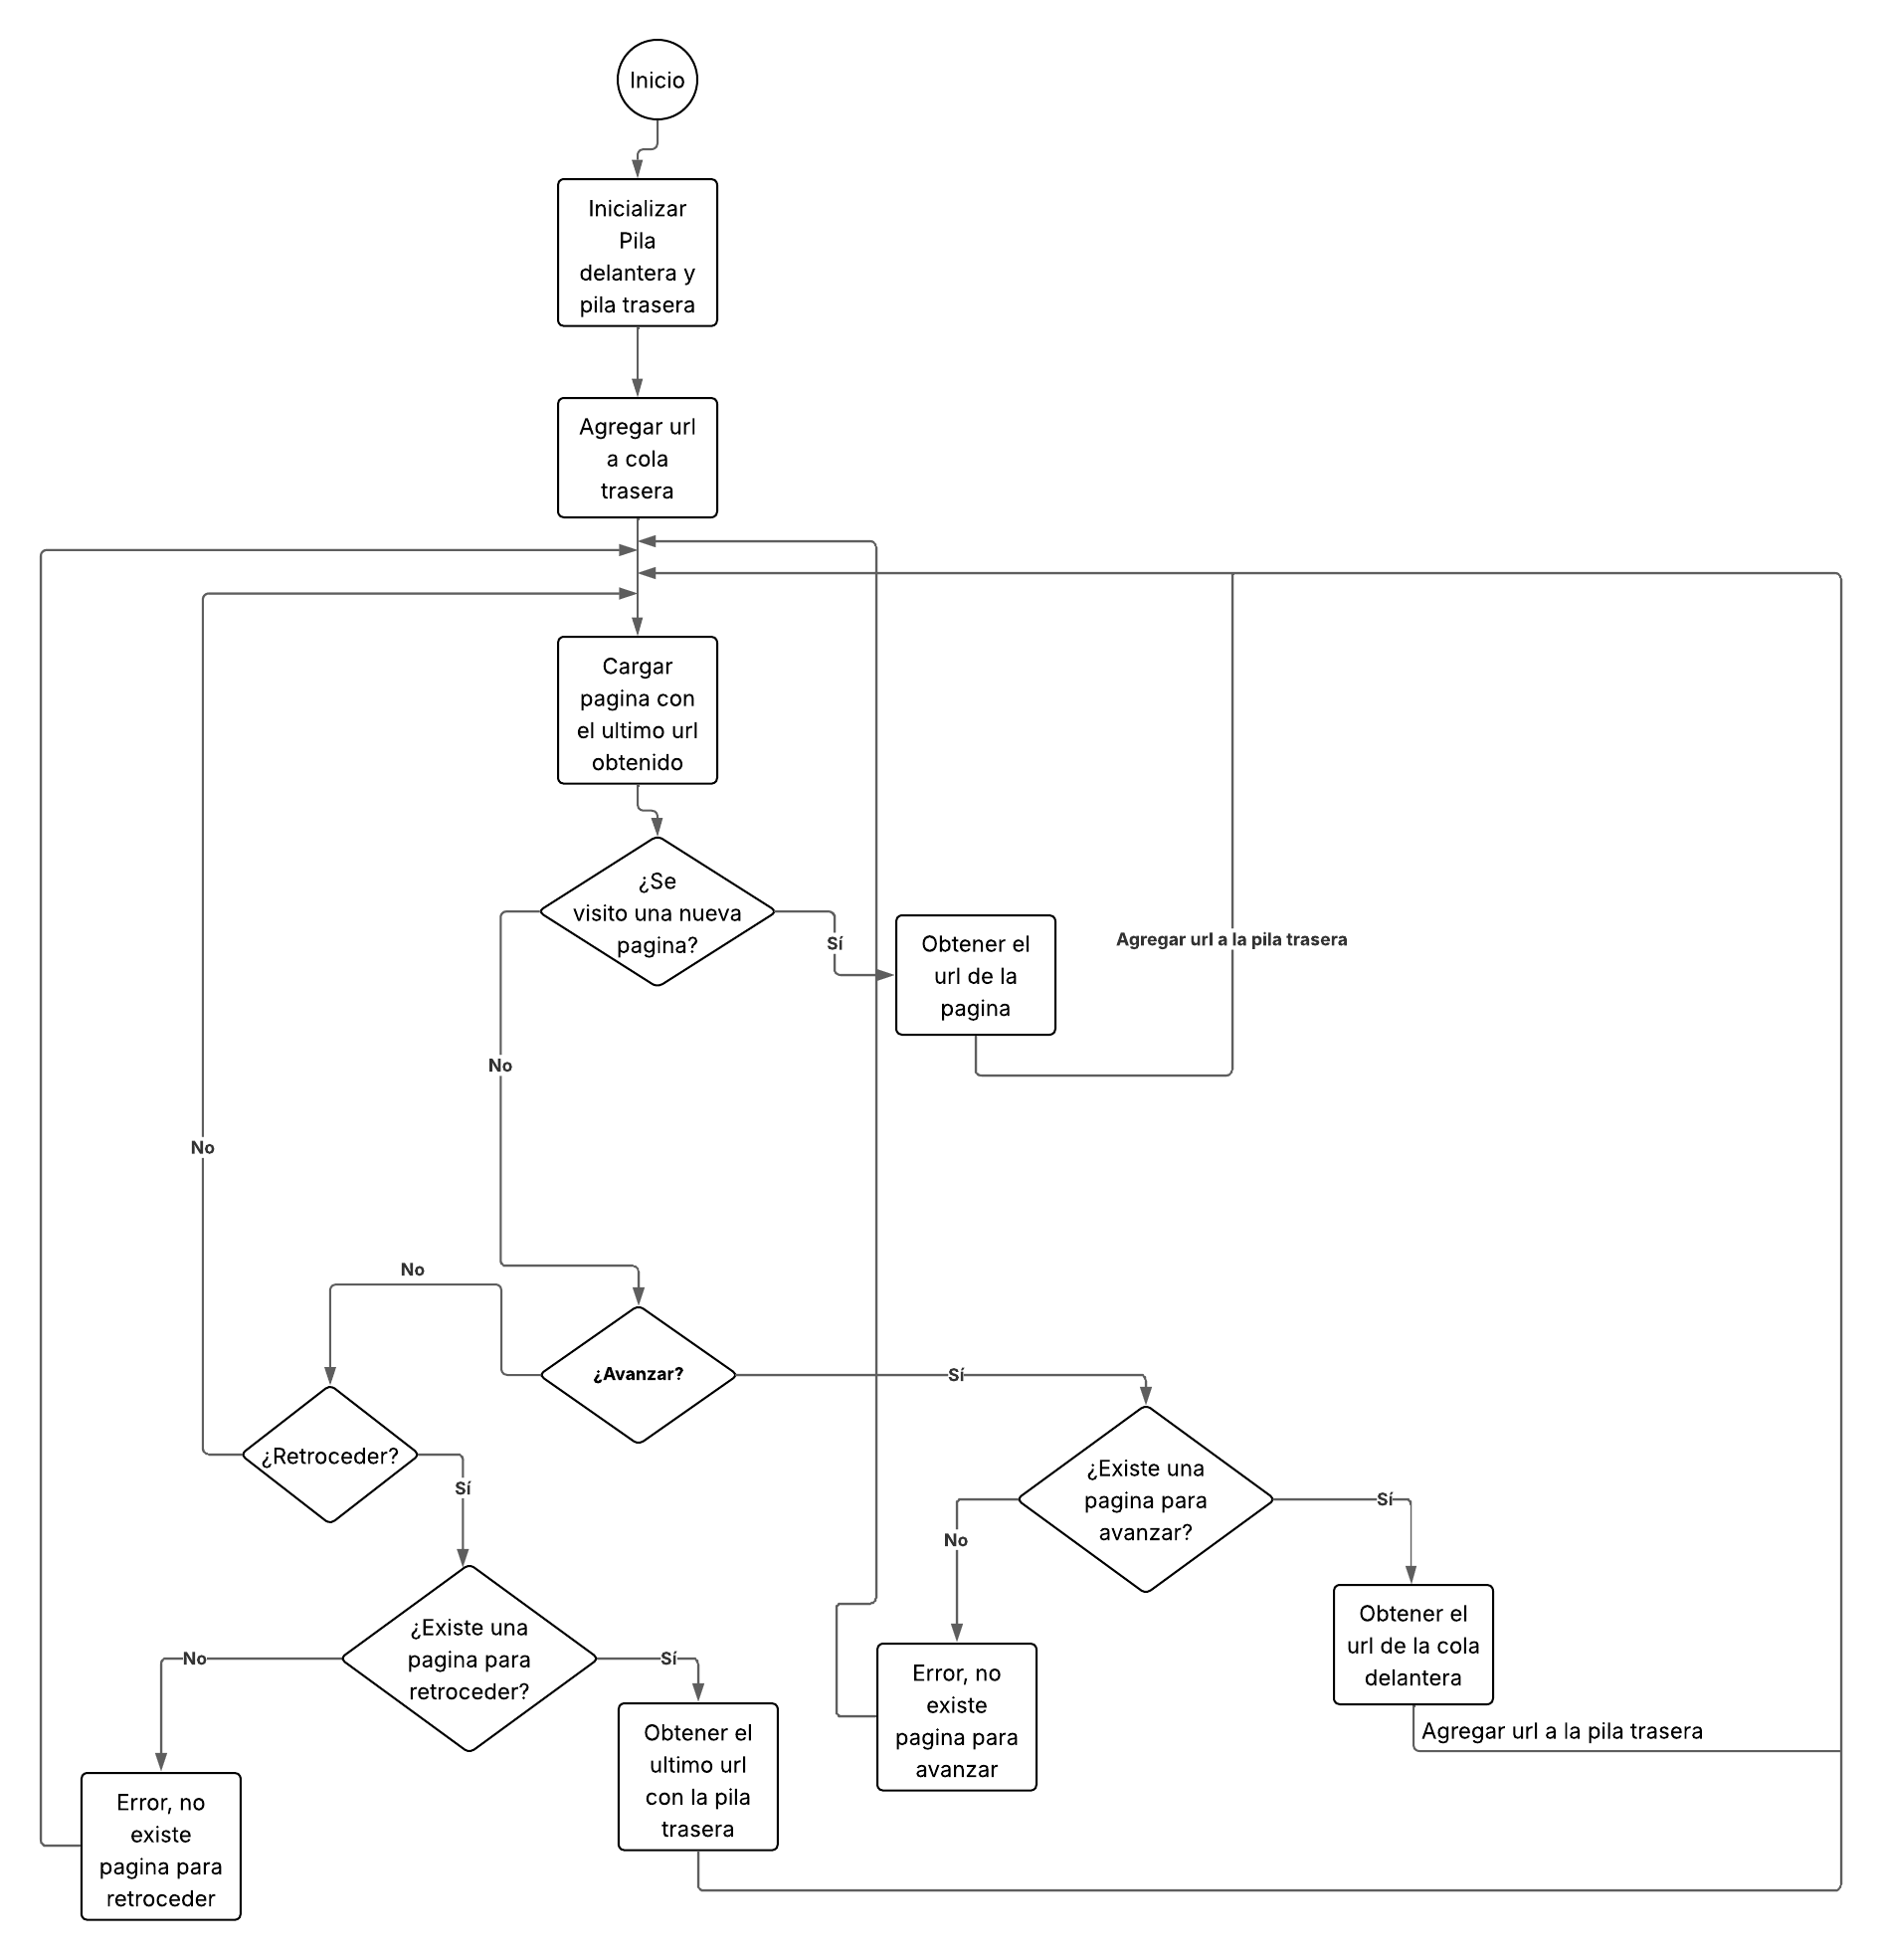 Inicio
Inicializar
Pila
delantera y
pila trasera
Agregar url
a cola
trasera
Cargar
pagina con
el ultimo url
obtenido
¿Se
visito una nueva
pagina?
Sí
No
Obtener el
url de la
pagina
Agregar url a la pila trasera
No
No
¿Avanzar?
Sí
¿Retroceder?
Sí
¿Existe una
pagina para
avanzar?
Sí
No
Obtener el
url de la cola
delantera
Agregar url a la pila trasera
¿Existe una
pagina para
retroceder?
No
Sí
Error, no
existe
pagina para
avanzar
Obtener el
ultimo url
con la pila
trasera
Error, no
existe
pagina para
retroceder